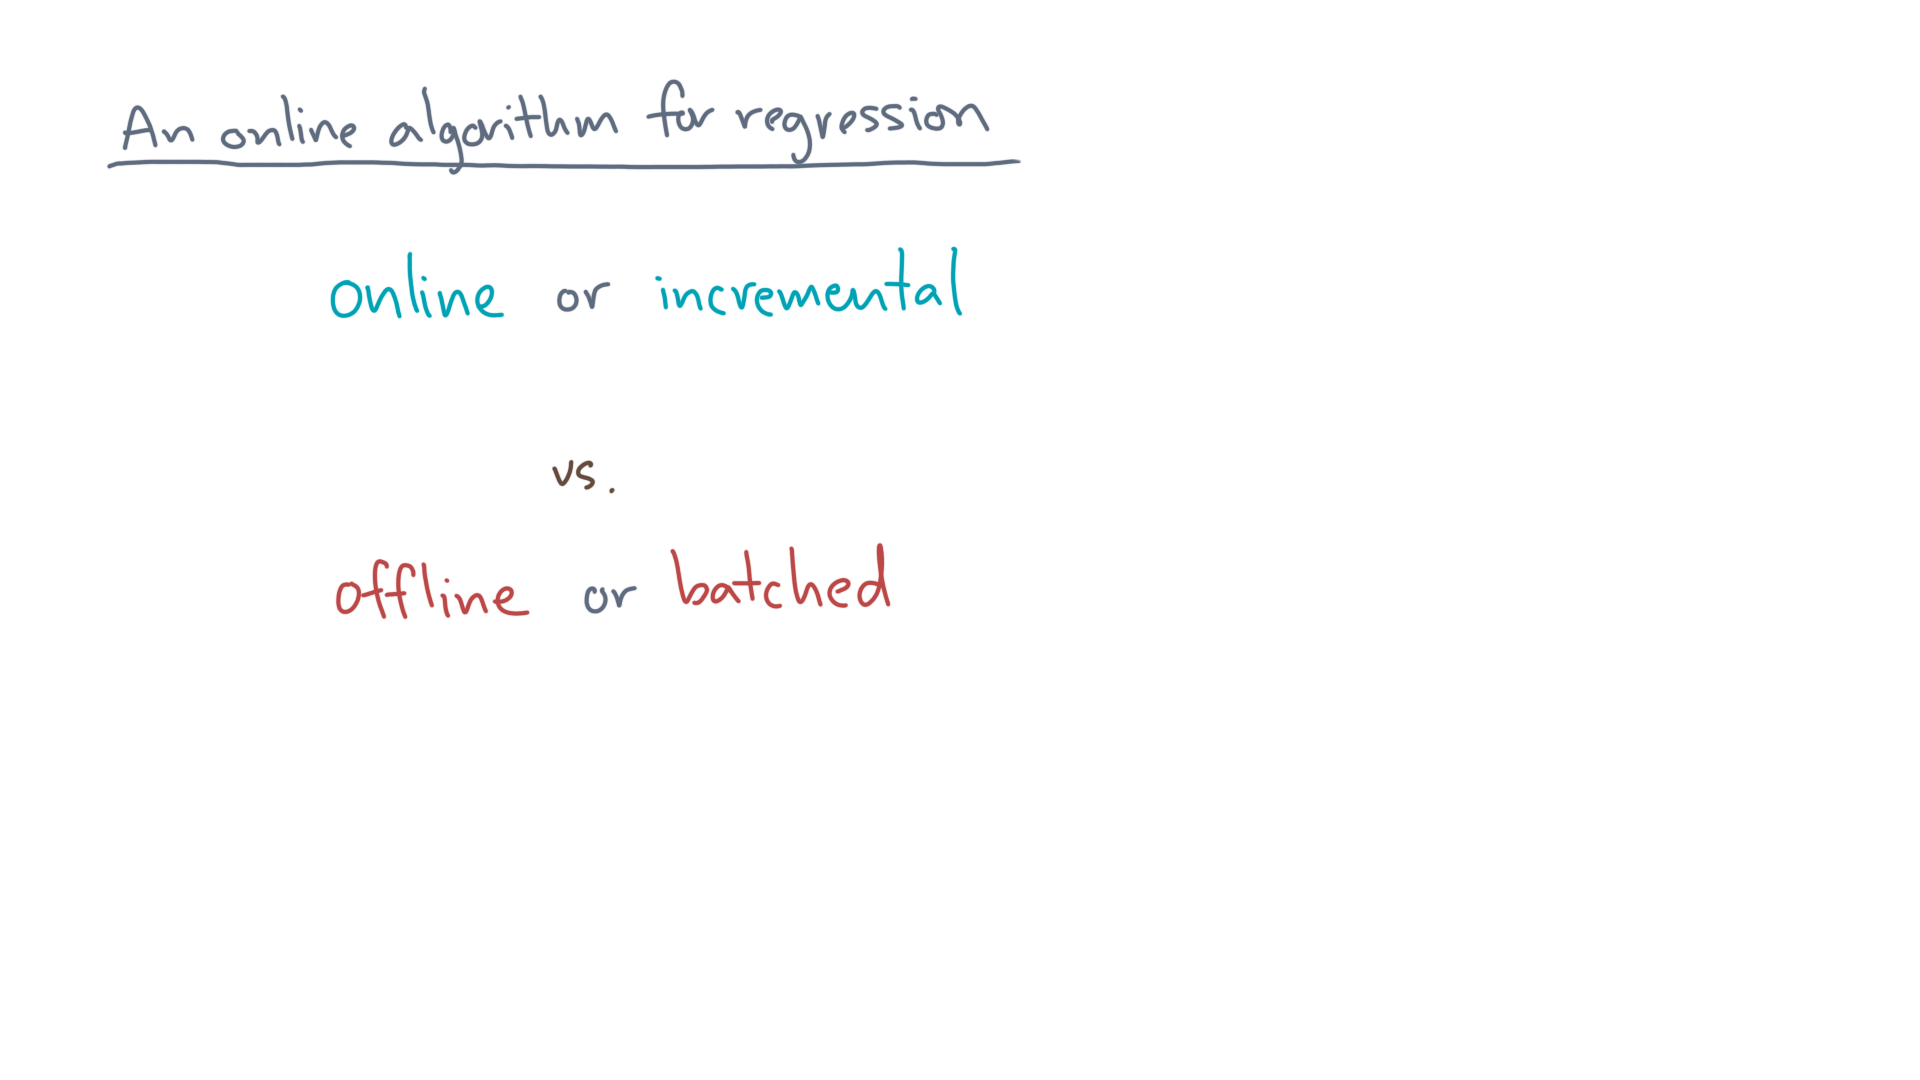 An online algorithm for regression
online or incremental
vs.
offline or batched